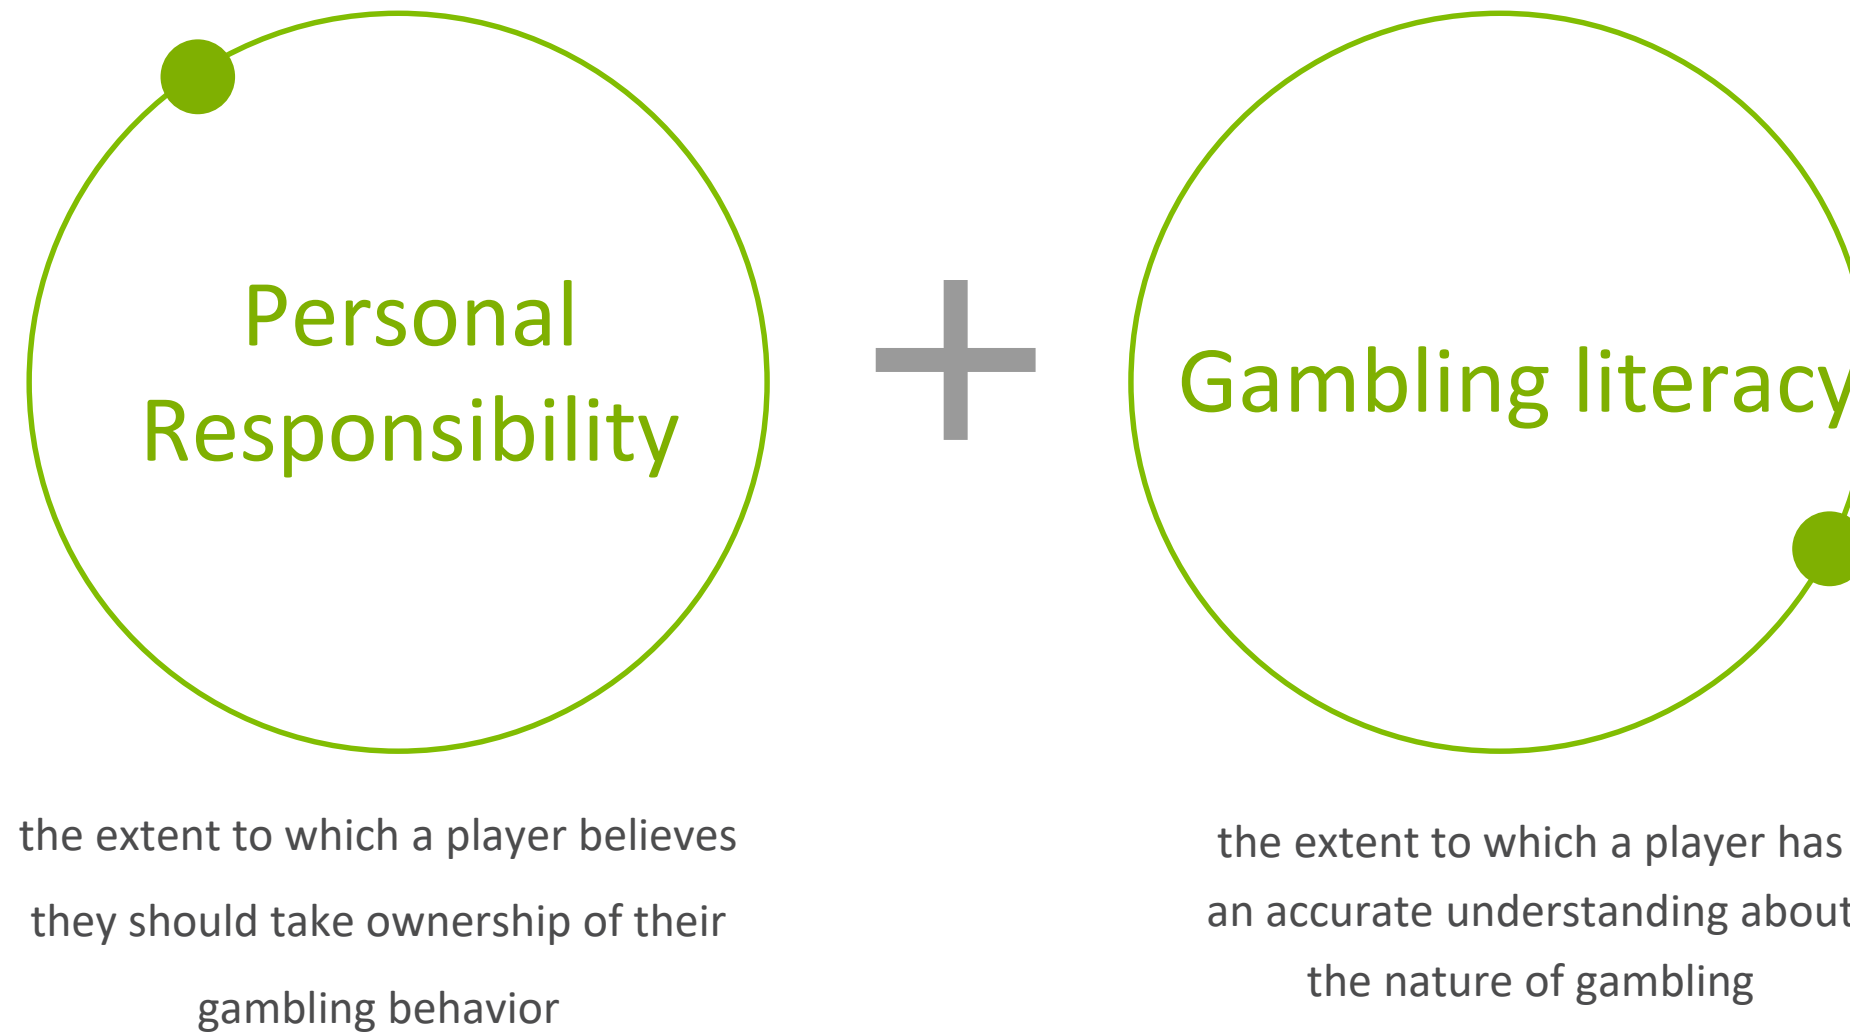 Personal
Responsibility
Gambling literacy
the extent to which a player believes
they should take ownership of their
gambling behavior
the extent to which a player has
an accurate understanding about
the nature of gambling